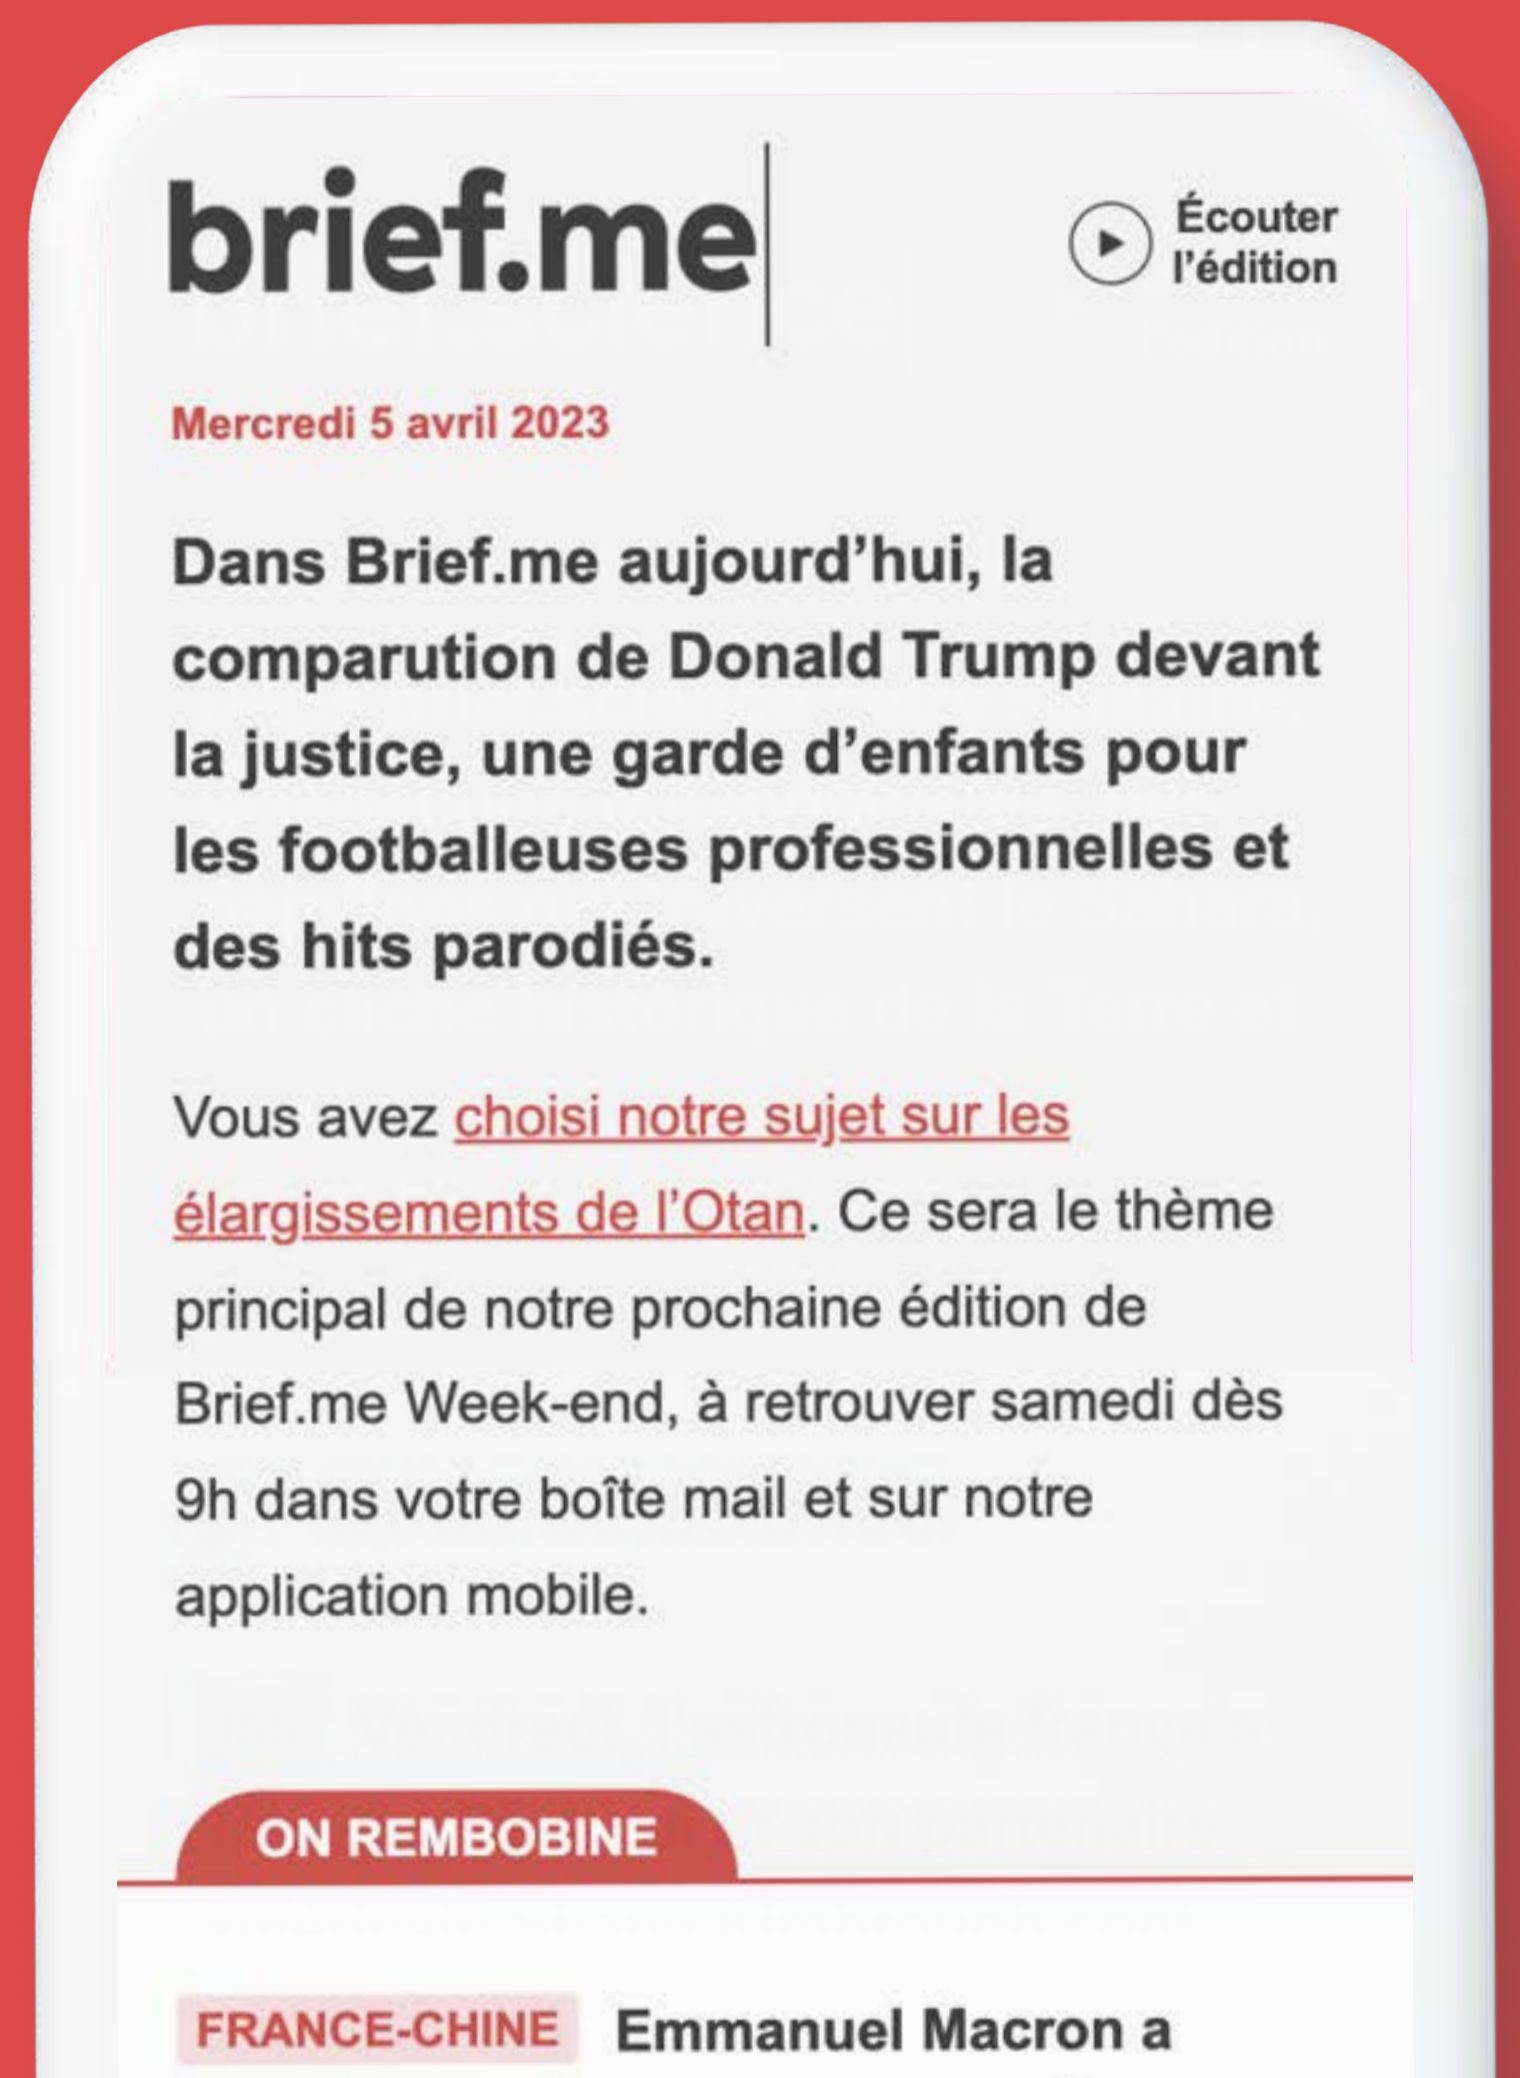 brief.me
Écouter
l’édition
Mercredi 5 avril 2023
Dans Brief.me aujourd’hui, la
comparution de Donald Trump devant
la justice, une garde d’enfants pour
les footballeuses professionnelles et
des hits parodiés.
Vous avez choisi notre sujet sur les
élargissements de l’Otan. Ce sera le thème
principal de notre prochaine édition de
Brief.me Week-end, à retrouver samedi dès
9h dans votre boîte mail et sur notre
application mobile.
ON REMBOBINE
FRANCE-CHINE Emmanuel Macron a